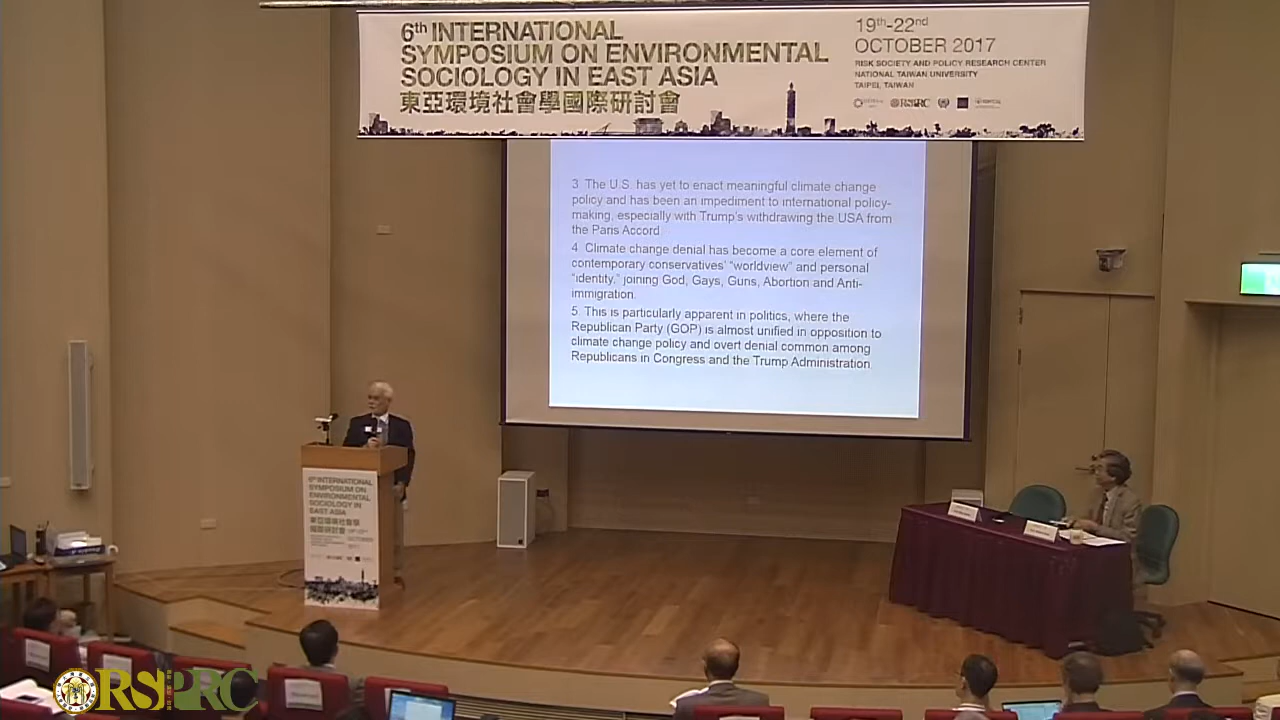 6th INTERNATIONAL
SYMPOSIUM ON ENVIRONMENTAL
SOCIOLOGY IN EAST ASIA
東亞環境社會學國際研討會
19th-22nd
OCTOBER 2017
RISK SOCIETY AND POLICY RESEARCH CENTER
NATIONAL TAIWAN UNIVERSITY
TAIPEI, TAIWAN
RSPRC
3. The U.S. has yet to enact meaningful climate change
policy and has been an impediment to international policy-
making, especially with Trump's withdrawing the USA from
the Paris Accord.
4. Climate change denial has become a core element of
contemporary conservatives' "worldview" and personal
"identity," joining God, Gays, Guns, Abortion and Anti-
immigration.
5. This is particularly apparent in politics, where the
Republican Party (GOP) is almost unified in opposition to
climate change policy and overt denial common among
Republicans in Congress and the Trump Administration.
6th INTERNATIONAL
SYMPOSIUM ON
ENVIRONMENTAL
SOCIOLOGY IN
EAST ASIA
東亞環境社會學
國際研討會
19th-22nd
OCTOBER
2017
RSPRC